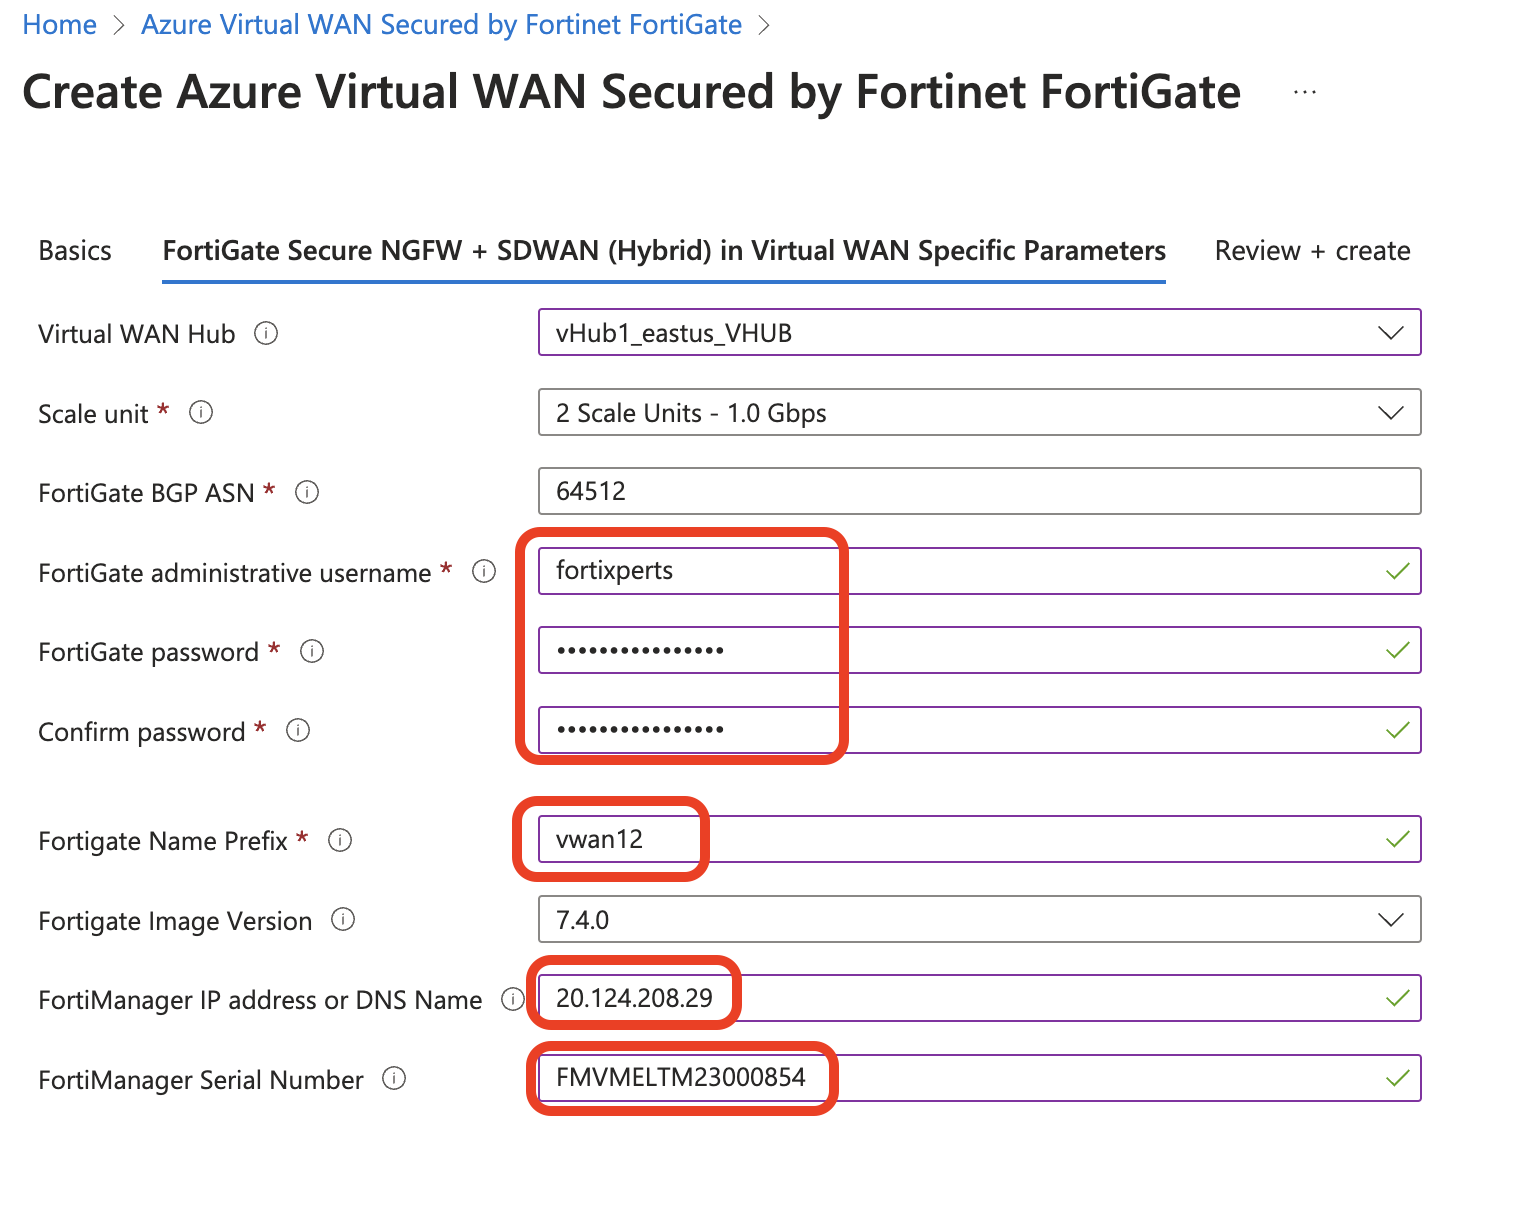 Home > Azure Virtual WAN Secured by Fortinet FortiGate >
Create Azure Virtual WAN Secured by Fortinet FortiGate ...
Basics FortiGate Secure NGFW + SDWAN (Hybrid) in Virtual WAN Specific Parameters Review + create
Virtual WAN Hub vHub1_eastus_VHUB
Scale unit * 2 Scale Units - 1.0 Gbps
FortiGate BGP ASN * 64512
FortiGate administrative username * fortixperts
FortiGate password * ••••••••••••••••
Confirm password * ••••••••••••••••
Fortigate Name Prefix * vwan12
Fortigate Image Version 7.4.0
FortiManager IP address or DNS Name 20.124.208.29
FortiManager Serial Number FMVMELTM23000854